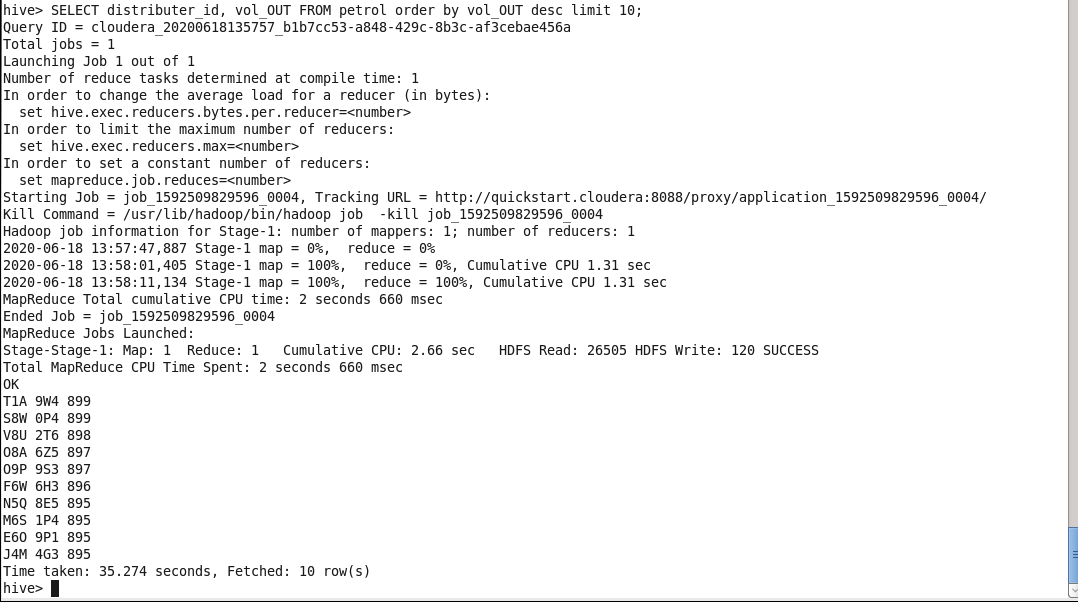 hive> SELECT distributer_id, vol_OUT FROM petrol order by vol_OUT desc limit 10;
Query ID = cloudera_20200618135757_b1b7cc53-a848-429c-8b3c-af3cebae456a
Total jobs = 1
Launching Job 1 out of 1
Number of reduce tasks determined at compile time: 1
In order to change the average load for a reducer (in bytes):
  set hive.exec.reducers.bytes.per.reducer=<number>
In order to limit the maximum number of reducers:
  set hive.exec.reducers.max=<number>
In order to set a constant number of reducers:
  set mapreduce.job.reduces=<number>
Starting Job = job_1592509829596_0004, Tracking URL = http://quickstart.cloudera:8088/proxy/application_1592509829596_0004/
Kill Command = /usr/lib/hadoop/bin/hadoop job  -kill job_1592509829596_0004
Hadoop job information for Stage-1: number of mappers: 1; number of reducers: 1
2020-06-18 13:57:47,887 Stage-1 map = 0%,  reduce = 0%
2020-06-18 13:58:01,405 Stage-1 map = 100%,  reduce = 0%, Cumulative CPU 1.31 sec
2020-06-18 13:58:11,134 Stage-1 map = 100%,  reduce = 100%, Cumulative CPU 1.31 sec
MapReduce Total cumulative CPU time: 2 seconds 660 msec
Ended Job = job_1592509829596_0004
MapReduce Jobs Launched:
Stage-Stage-1: Map: 1  Reduce: 1   Cumulative CPU: 2.66 sec   HDFS Read: 26505 HDFS Write: 120 SUCCESS
Total MapReduce CPU Time Spent: 2 seconds 660 msec
OK
T1A 9W4 899
S8W 0P4 899
V8U 2T6 898
O8A 6Z5 897
O9P 9S3 897
F6W 6H3 896
N5Q 8E5 895
M6S 1P4 895
E6O 9P1 895
J4M 4G3 895
Time taken: 35.274 seconds, Fetched: 10 row(s)
hive>